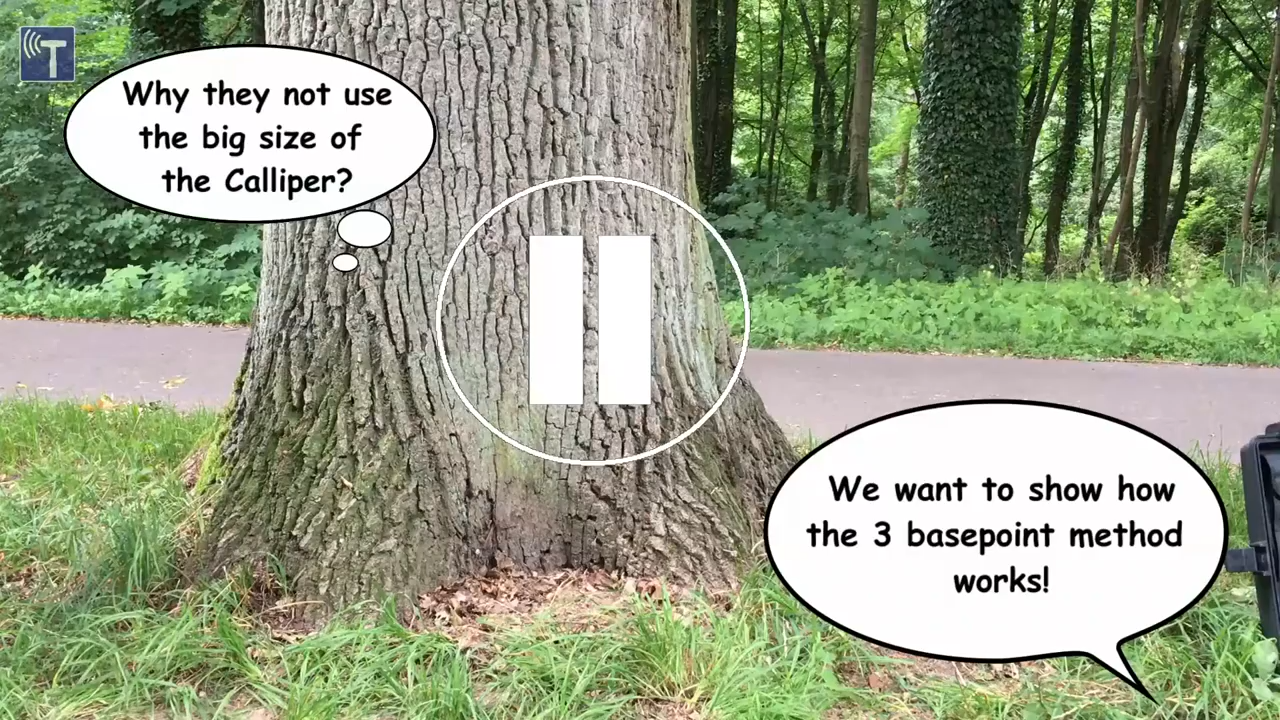 T
Why they not use
the big size of
the Calliper?
We want to show how
the 3 basepoint method
works!